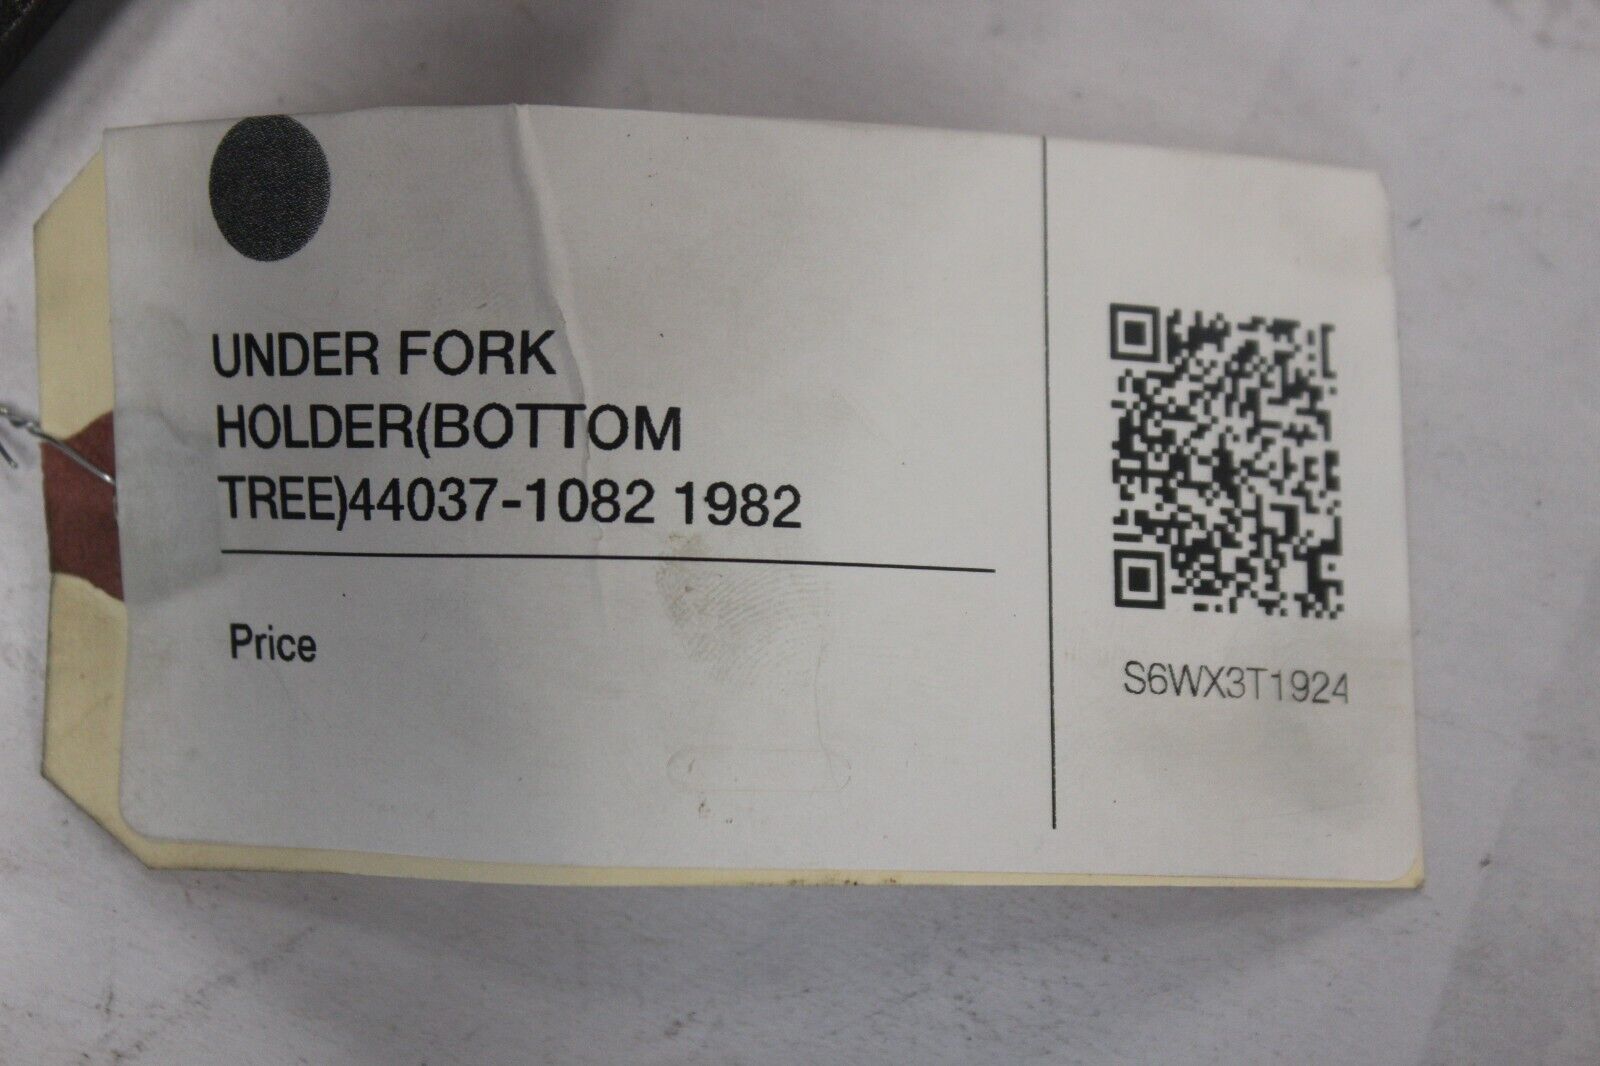 UNDER FORK
HOLDER(BOTTOM
TREE)44037-1082 1982
Price
S6WX3T1924